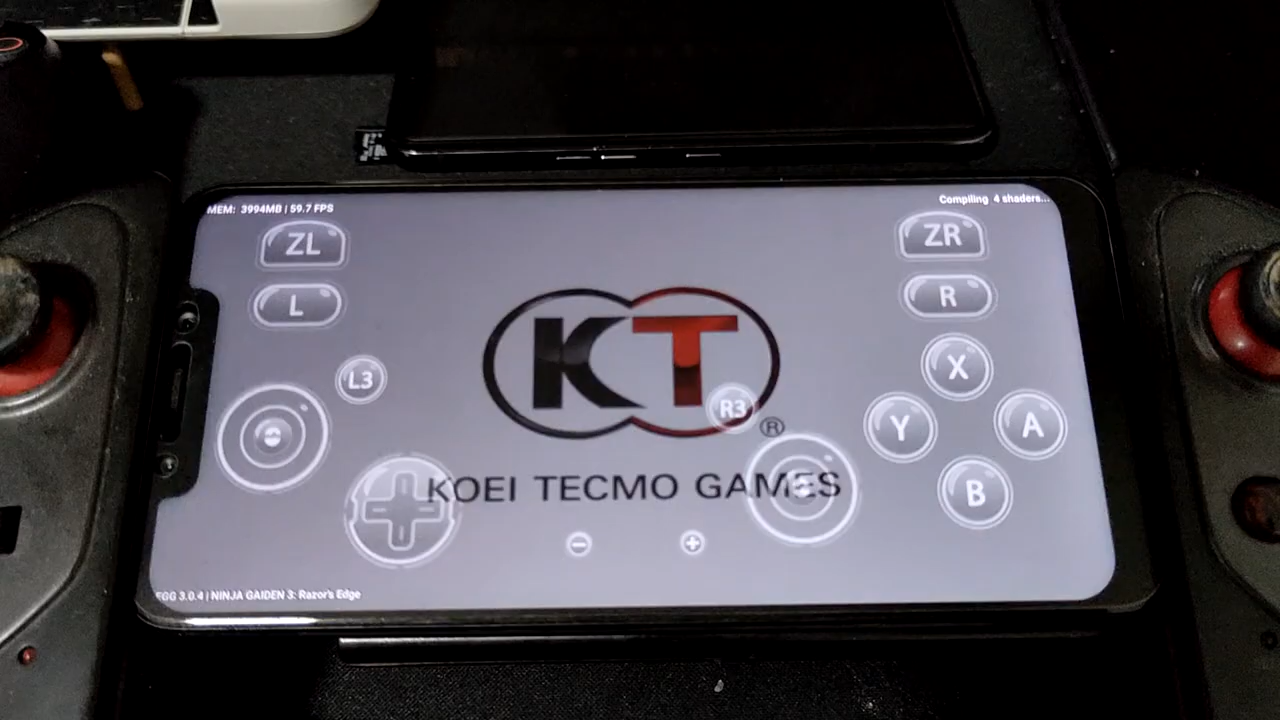 MEM: 3994MB | 59.7 FPS
Compiling 4 shaders...
ZL
ZR
L
R
KT
X
L3
R3
Y
A
®
KOEI TECMO GAMES
B
EGG 3.0.4 | NINJA GAIDEN 3: Razor's Edge